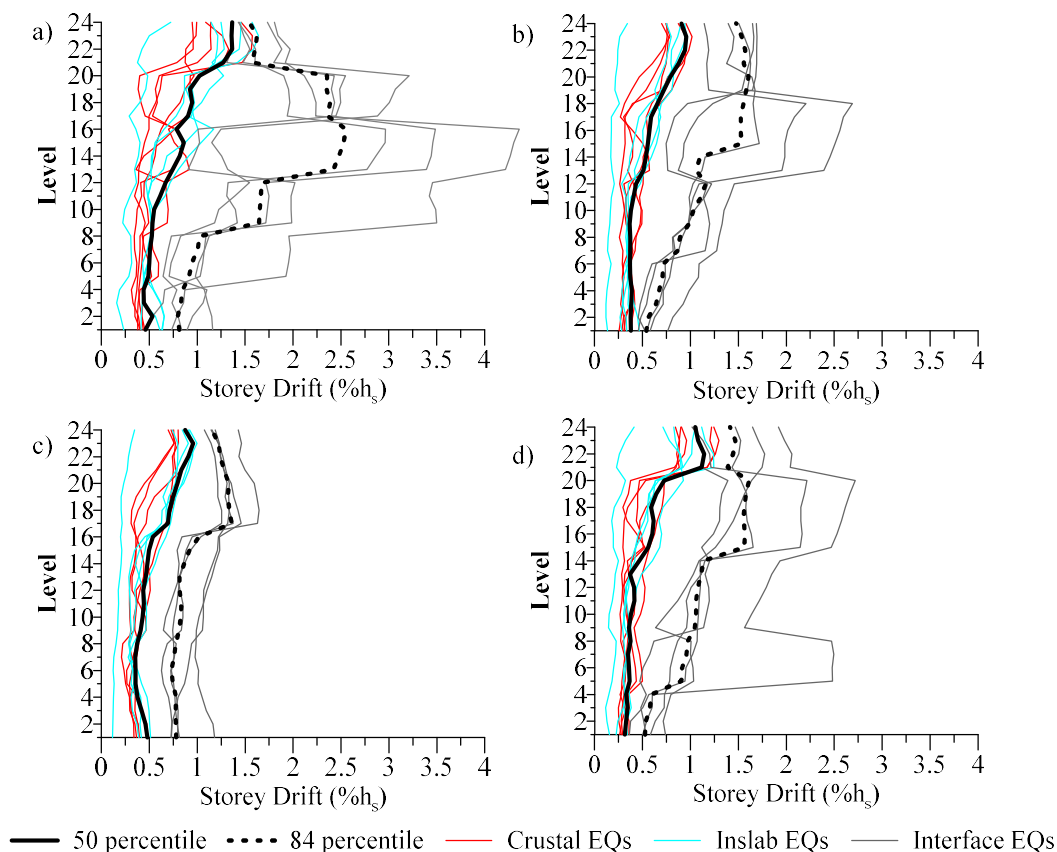 a)
24
22
20
18
16
14
12
10
8
6
4
2
Level
0 0.5 1 1.5 2 2.5 3 3.5 4
Storey Drift (%hS)
b)
24
22
20
18
16
14
12
10
8
6
4
2
Level
0 0.5 1 1.5 2 2.5 3 3.5 4
Storey Drift (%hS)
c)
24
22
20
18
16
14
12
10
8
6
4
2
Level
0 0.5 1 1.5 2 2.5 3 3.5 4
Storey Drift (%hS)
d)
24
22
20
18
16
14
12
10
8
6
4
2
Level
0 0.5 1 1.5 2 2.5 3 3.5 4
Storey Drift (%hS)
50 percentile 84 percentile Crustal EQs Inslab EQs Interface EQs